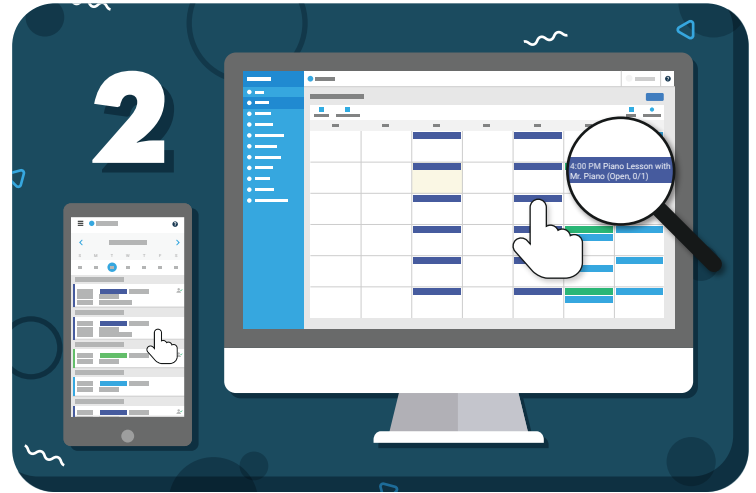 2
S M T W T F S
4:00 PM Piano Lesson with
Mr. Piano (Open, 0/1)